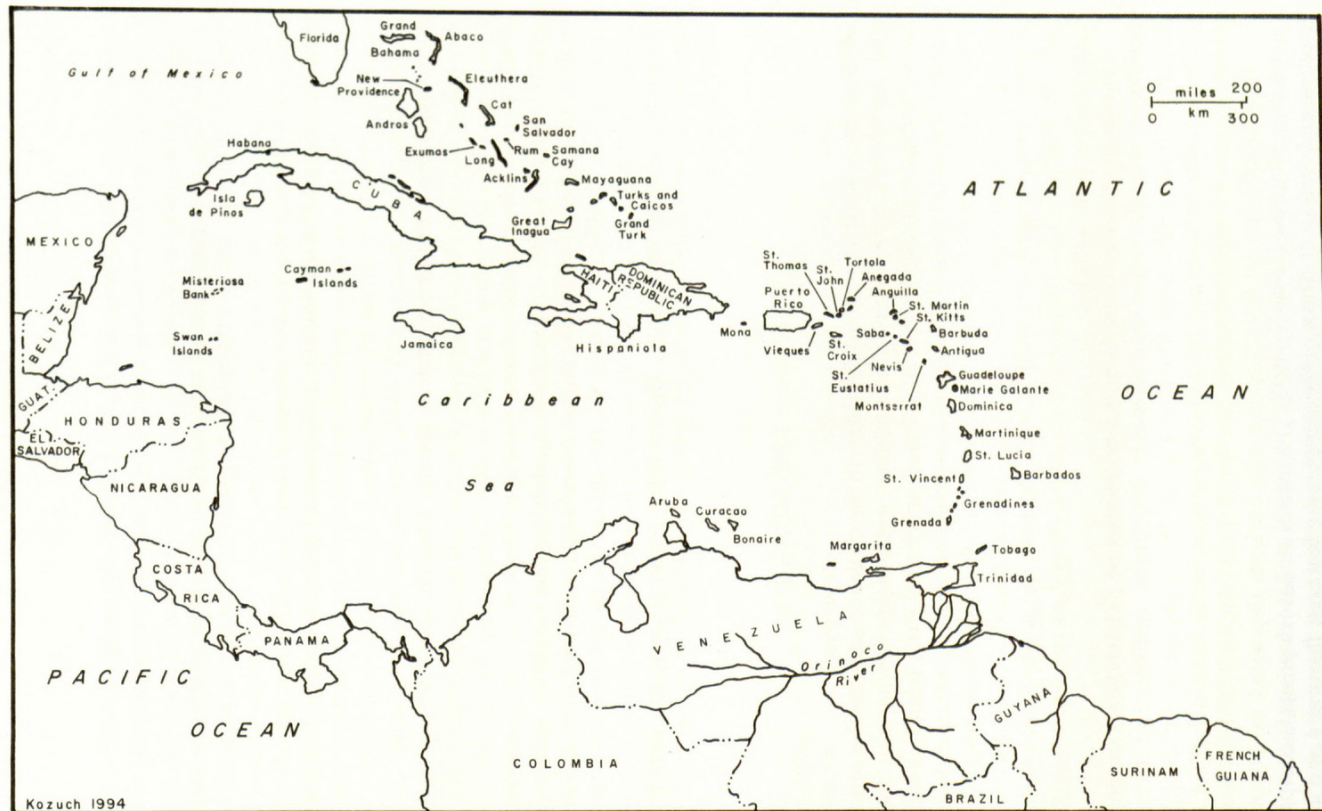 Florida
Grand
Bahama
Abaco
Gulf of Mexico
New
Providence
Eleuthera
Andros
Cat
San
Salvador
0 miles 200
0 km 300
Habana
Exumas
Long
Rum
Samana
Cay
Acklins
Mayaguana
CUBA
Isla
de Pinos
Turks and
Caicos
Grand
Turk
Great
Inagua
ATLANTIC
MEXICO
Misteriosa
Bank
Cayman
Islands
HAITI
DOMINICAN
REPUBLIC
St.
Thomas
St.
John
Tortola
Anegada
Anguilla
St. Martin
St. Kitts
Puerto
Rico
BELIZE
Swan
Islands
Jamaica
Hispaniola
Mona
Vieques
St.
Croix
Saba
Barbuda
Antigua
Nevis
St.
Eustatius
Montserrat
Guadeloupe
Marie Galante
Dominica
OCEAN
GUAT.
HONDURAS
Caribbean
EL
SALVADOR
Martinique
St. Lucia
NICARAGUA
Sea
St. Vincent
Barbados
Grenadines
Grenada
Aruba
Curacao
Bonaire
Margarita
Tobago
Trinidad
COSTA
RICA
PANAMA
VENEZUELA
Orinoco
River
PACIFIC
OCEAN
GUYANA
COLOMBIA
SURINAM
FRENCH
GUIANA
BRAZIL
Kozuch 1994